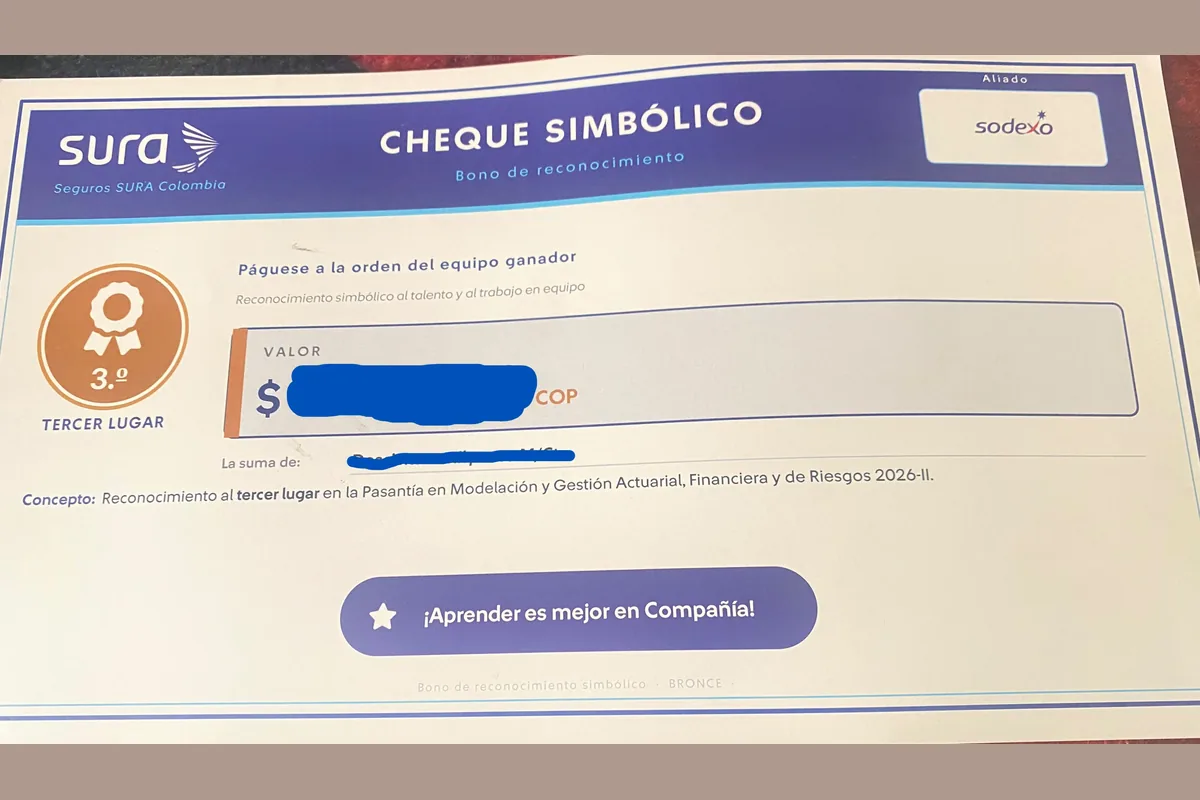 Aliado
sura
Seguros SURA Colombia
CHEQUE SIMBÓLICO
Bono de reconocimiento
sodexo
Páguese a la orden del equipo ganador
Reconocimiento simbólico al talento y al trabajo en equipo
3.º
TERCER LUGAR
VALOR
$ COP
La suma de:
Concepto: Reconocimiento al tercer lugar en la Pasantía en Modelación y Gestión Actuarial, Financiera y de Riesgos 2026-II.
¡Aprender es mejor en Compañía!
Bono de reconocimiento simbólico · BRONCE ·